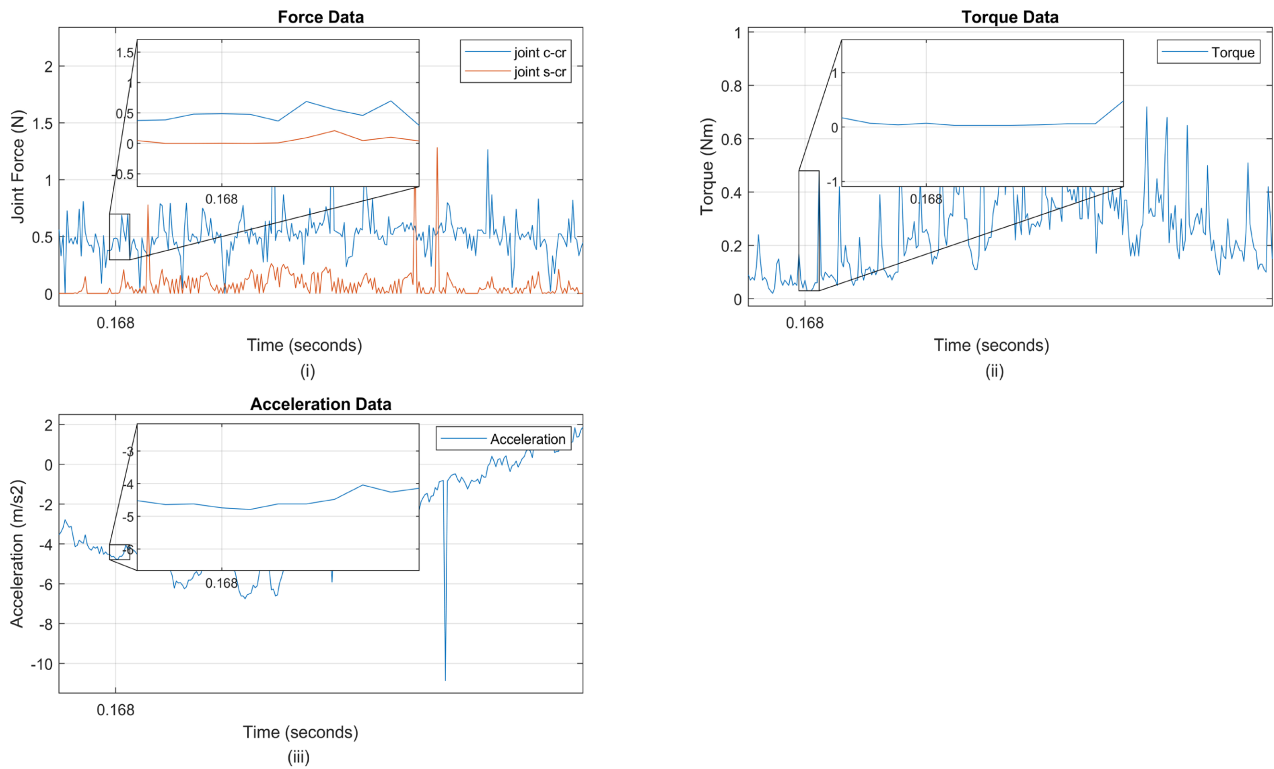 Force Data
joint c-cr
joint s-cr
2
1.5
1
0.5
0
1.5
1
0.5
0
-0.5
0.168
0.168
Joint Force (N)
Time (seconds)
(i)
Torque Data
Torque
1
0.8
0.6
0.4
0.2
0
1
0
-1
0.168
0.168
Torque (Nm)
Time (seconds)
(ii)
Acceleration Data
Acceleration
2
0
-2
-4
-6
-8
-10
-3
-4
-5
-6
0.168
0.168
Acceleration (m/s2)
Time (seconds)
(iii)